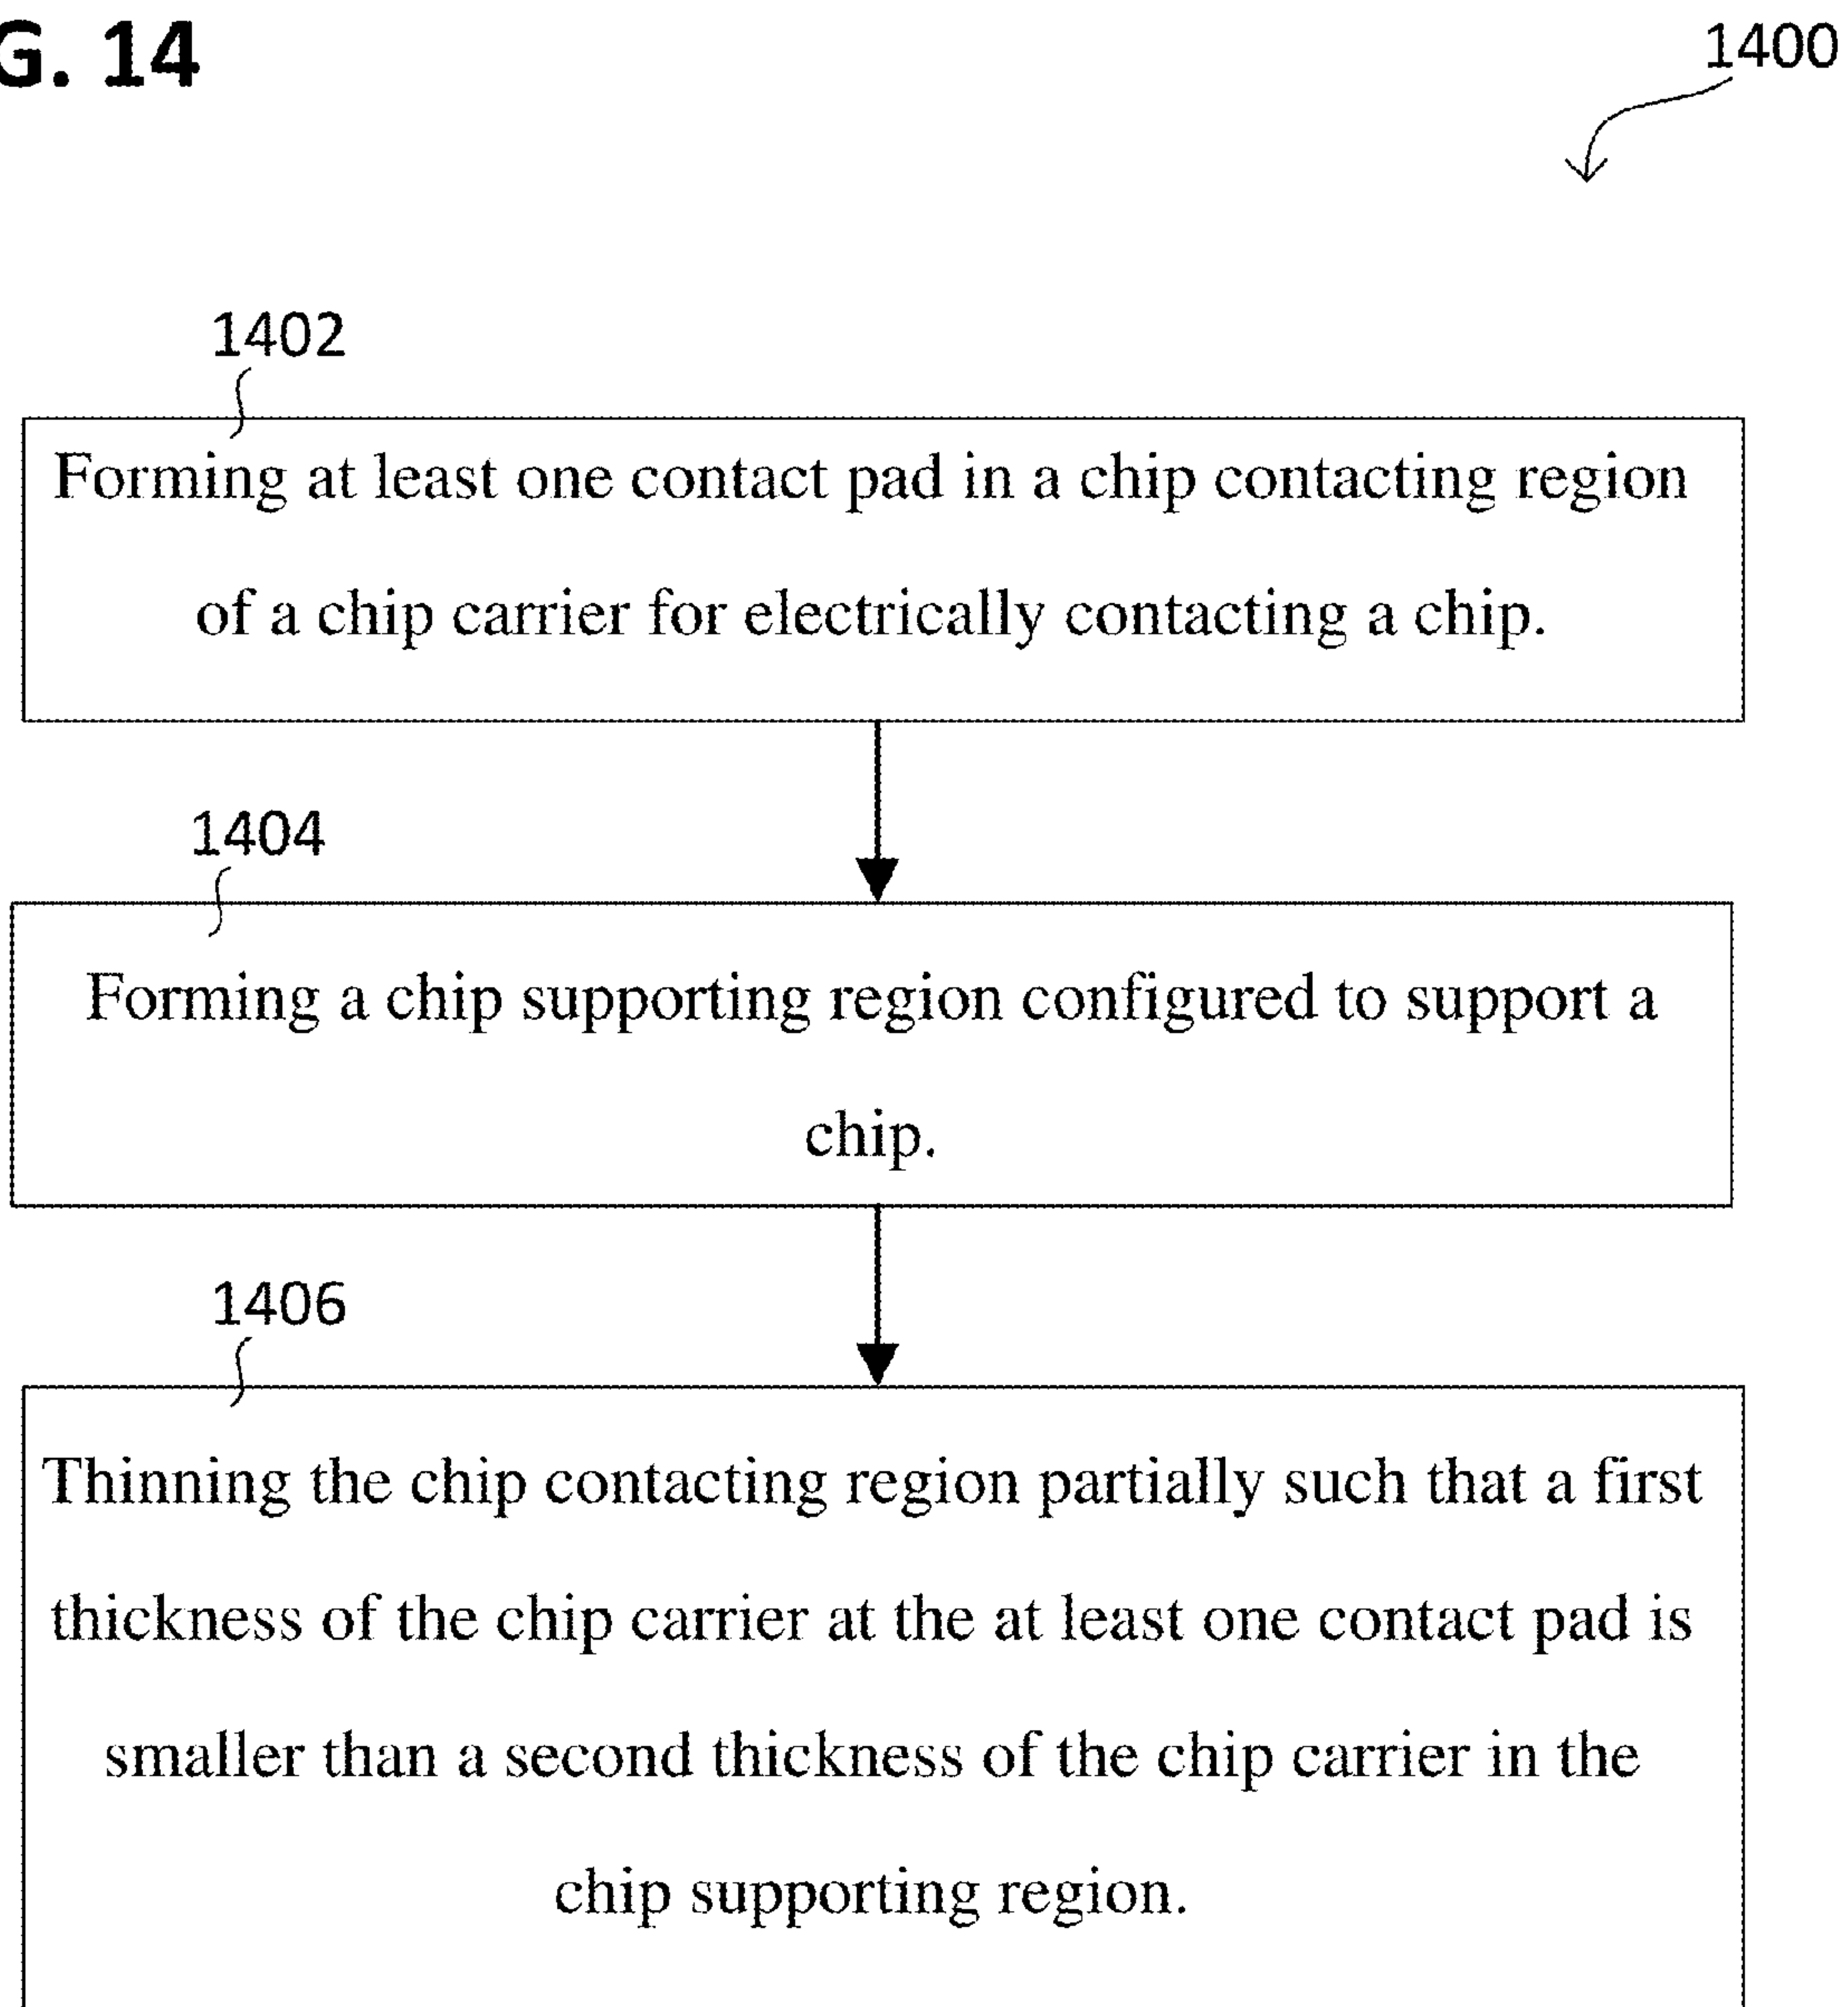 G. 14
1400
1402
Forming at least one contact pad in a chip contacting region
of a chip carrier for electrically contacting a chip.
1404
Forming a chip supporting region configured to support a
chip.
1406
Thinning the chip contacting region partially such that a first
thickness of the chip carrier at the at least one contact pad is
smaller than a second thickness of the chip carrier in the
chip supporting region.